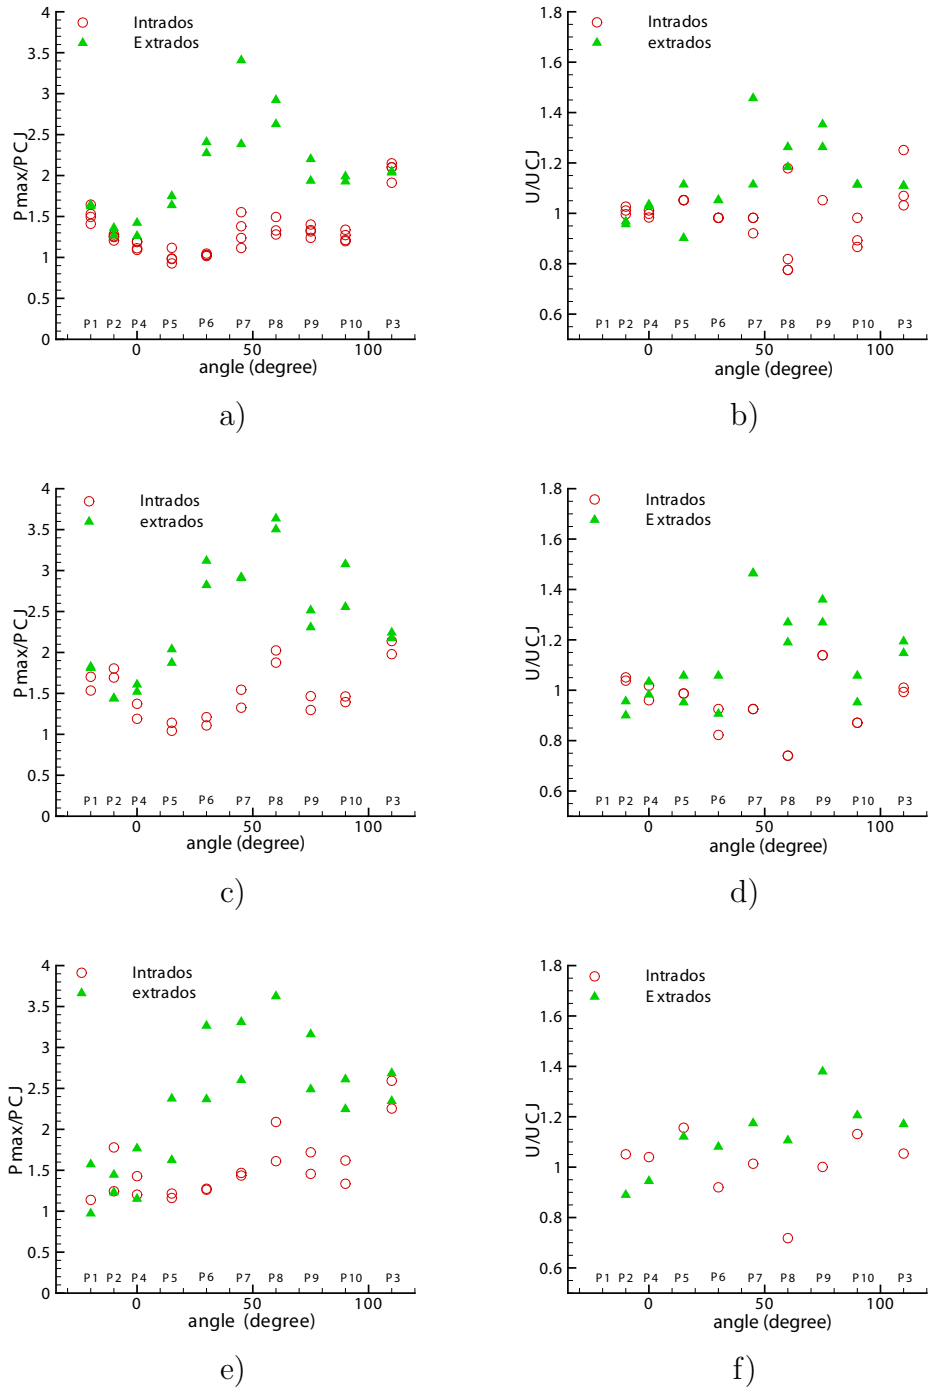 Intrados
Extrados
Pmax/PCJ
4
3.5
3
2.5
2
1.5
1
0.5
0
P1 P2 P4 P5 P6 P7 P8 P9 P10 P3
0 50 100
angle (degree)
a)
Intrados
extrados
U/UCJ
1.8
1.6
1.4
1.2
1
0.8
0.6
P1 P2 P4 P5 P6 P7 P8 P9 P10 P3
0 50 100
angle (degree)
b)
Intrados
extrados
Pmax/PCJ
4
3.5
3
2.5
2
1.5
1
0.5
0
P1 P2 P4 P5 P6 P7 P8 P9 P10 P3
0 50 100
angle (degree)
c)
Intrados
Extrados
U/UCJ
1.8
1.6
1.4
1.2
1
0.8
0.6
P1 P2 P4 P5 P6 P7 P8 P9 P10 P3
0 50 100
angle (degree)
d)
Intrados
extrados
Pmax/PCJ
4
3.5
3
2.5
2
1.5
1
0.5
0
P1 P2 P4 P5 P6 P7 P8 P9 P10 P3
0 50 100
angle (degree)
e)
Intrados
Extrados
U/UCJ
1.8
1.6
1.4
1.2
1
0.8
0.6
P1 P2 P4 P5 P6 P7 P8 P9 P10 P3
0 50 100
angle (degree)
f)